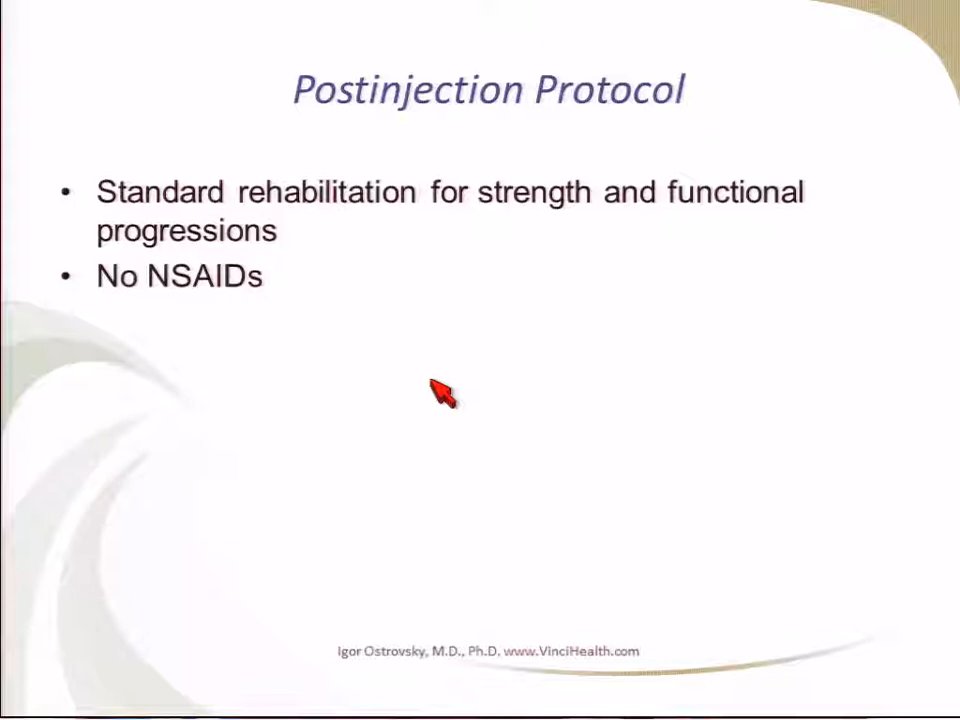 Postinjection Protocol
• Standard rehabilitation for strength and functional
progressions
• No NSAIDs
Igor Ostrovsky, M.D., Ph.D. www.VinciHealth.com